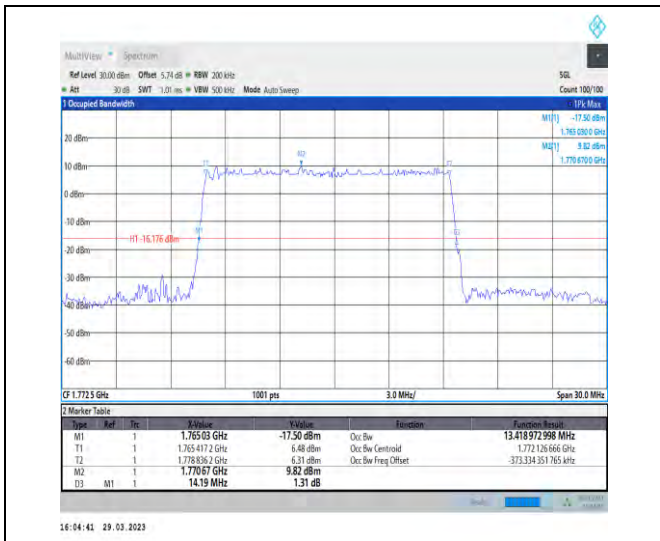 MultiView Spectrum
Ref Level 30.00 dBm Offset 5.74 dB RBW 200 kHz SGL
Att 30 dB SWT 1.01 ms VBW 500 kHz Mode Auto Sweep Count 100/100
1 Occupied Bandwidth 1Pk Max
M1[1] -17.50 dBm
1.765 030 0 GHz
M2[1] 9.82 dBm
1.770 670 0 GHz
20 dBm
10 dBm
0 dBm
-10 dBm
-20 dBm
-30 dBm
-40 dBm
-50 dBm
-60 dBm
T1
M2
T2
M1
D3
H1 -16.176 dBm
CF 1.772 5 GHz 1001 pts 3.0 MHz/ Span 30.0 MHz
2 Marker Table
Type Ref Trc X-Value Y-Value Function Function Result
M1 1 1.765 03 GHz -17.50 dBm Occ Bw 13.418 972 998 MHz
T1 1 1.765 417 2 GHz 6.48 dBm Occ Bw Centroid 1.772 126 666 GHz
T2 1 1.778 836 2 GHz 6.31 dBm Occ Bw Freq Offset -373.334 351 765 kHz
M2 1 1.770 67 GHz 9.82 dBm
D3 M1 1 14.19 MHz 1.31 dB
16:04:41 29.03.2023